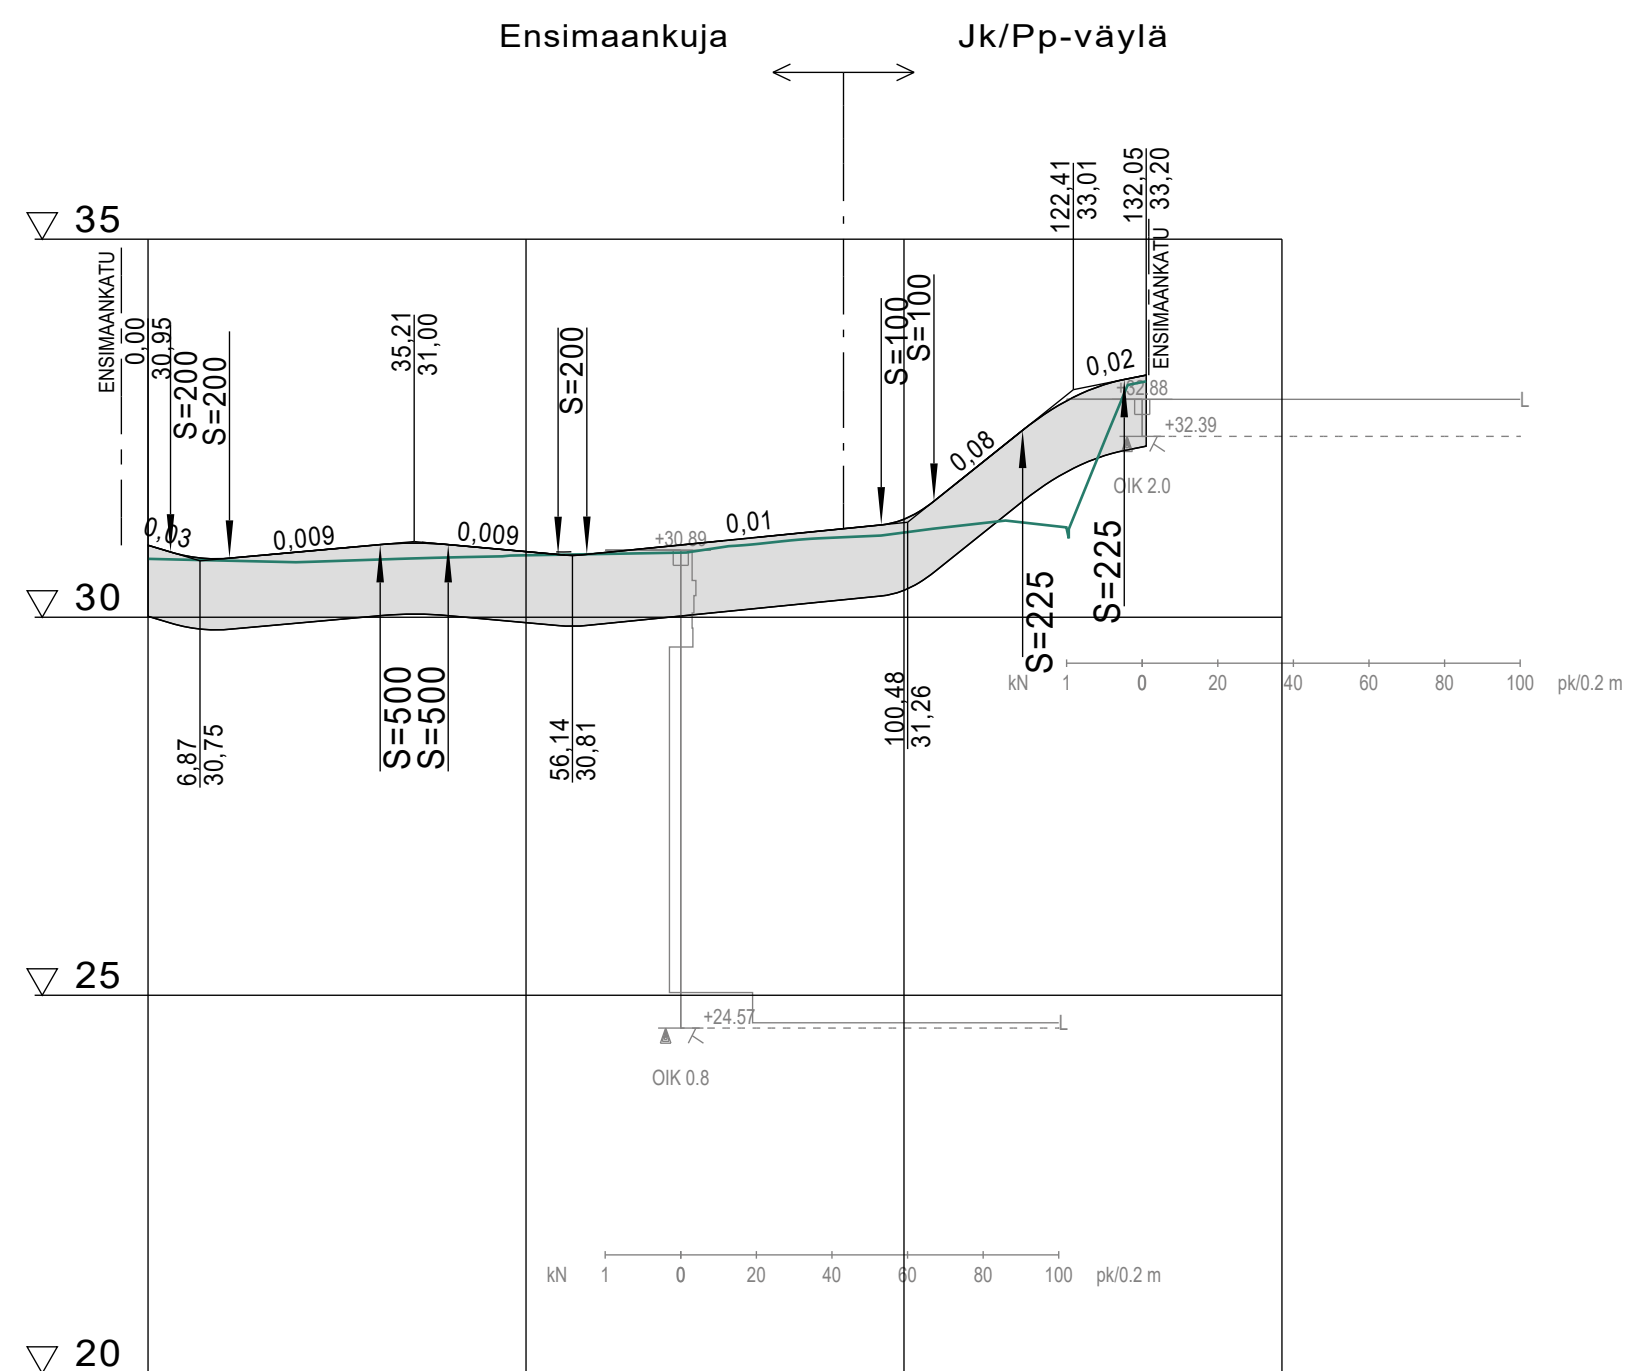 Ensimaankuja
Jk/Pp-väylä
35
ENSIMAANKATU
0,00
30,95
S=200
S=200
35,21
31,00
S=200
S=100
S=100
122,41
33,01
132,05
33,20
ENSIMAANKATU
0,03
0,009
0,009
0,01
0,08
0,02
+30.89
+32.88
+32.39
OIK 2.0
L
30
6,87
30,75
S=500
S=500
56,14
30,81
100,48
31,26
S=225
S=225
kN 1 0 20 40 60 80 100 pk/0.2 m
25
+24.57
L
OIK 0.8
kN 1 0 20 40 60 80 100 pk/0.2 m
20